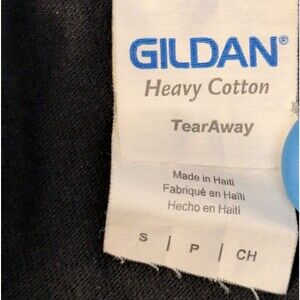 GILDAN®
Heavy Cotton
TearAway
Made in Haiti
Fabriqué en Haïti
Hecho en Haití
S | P | CH